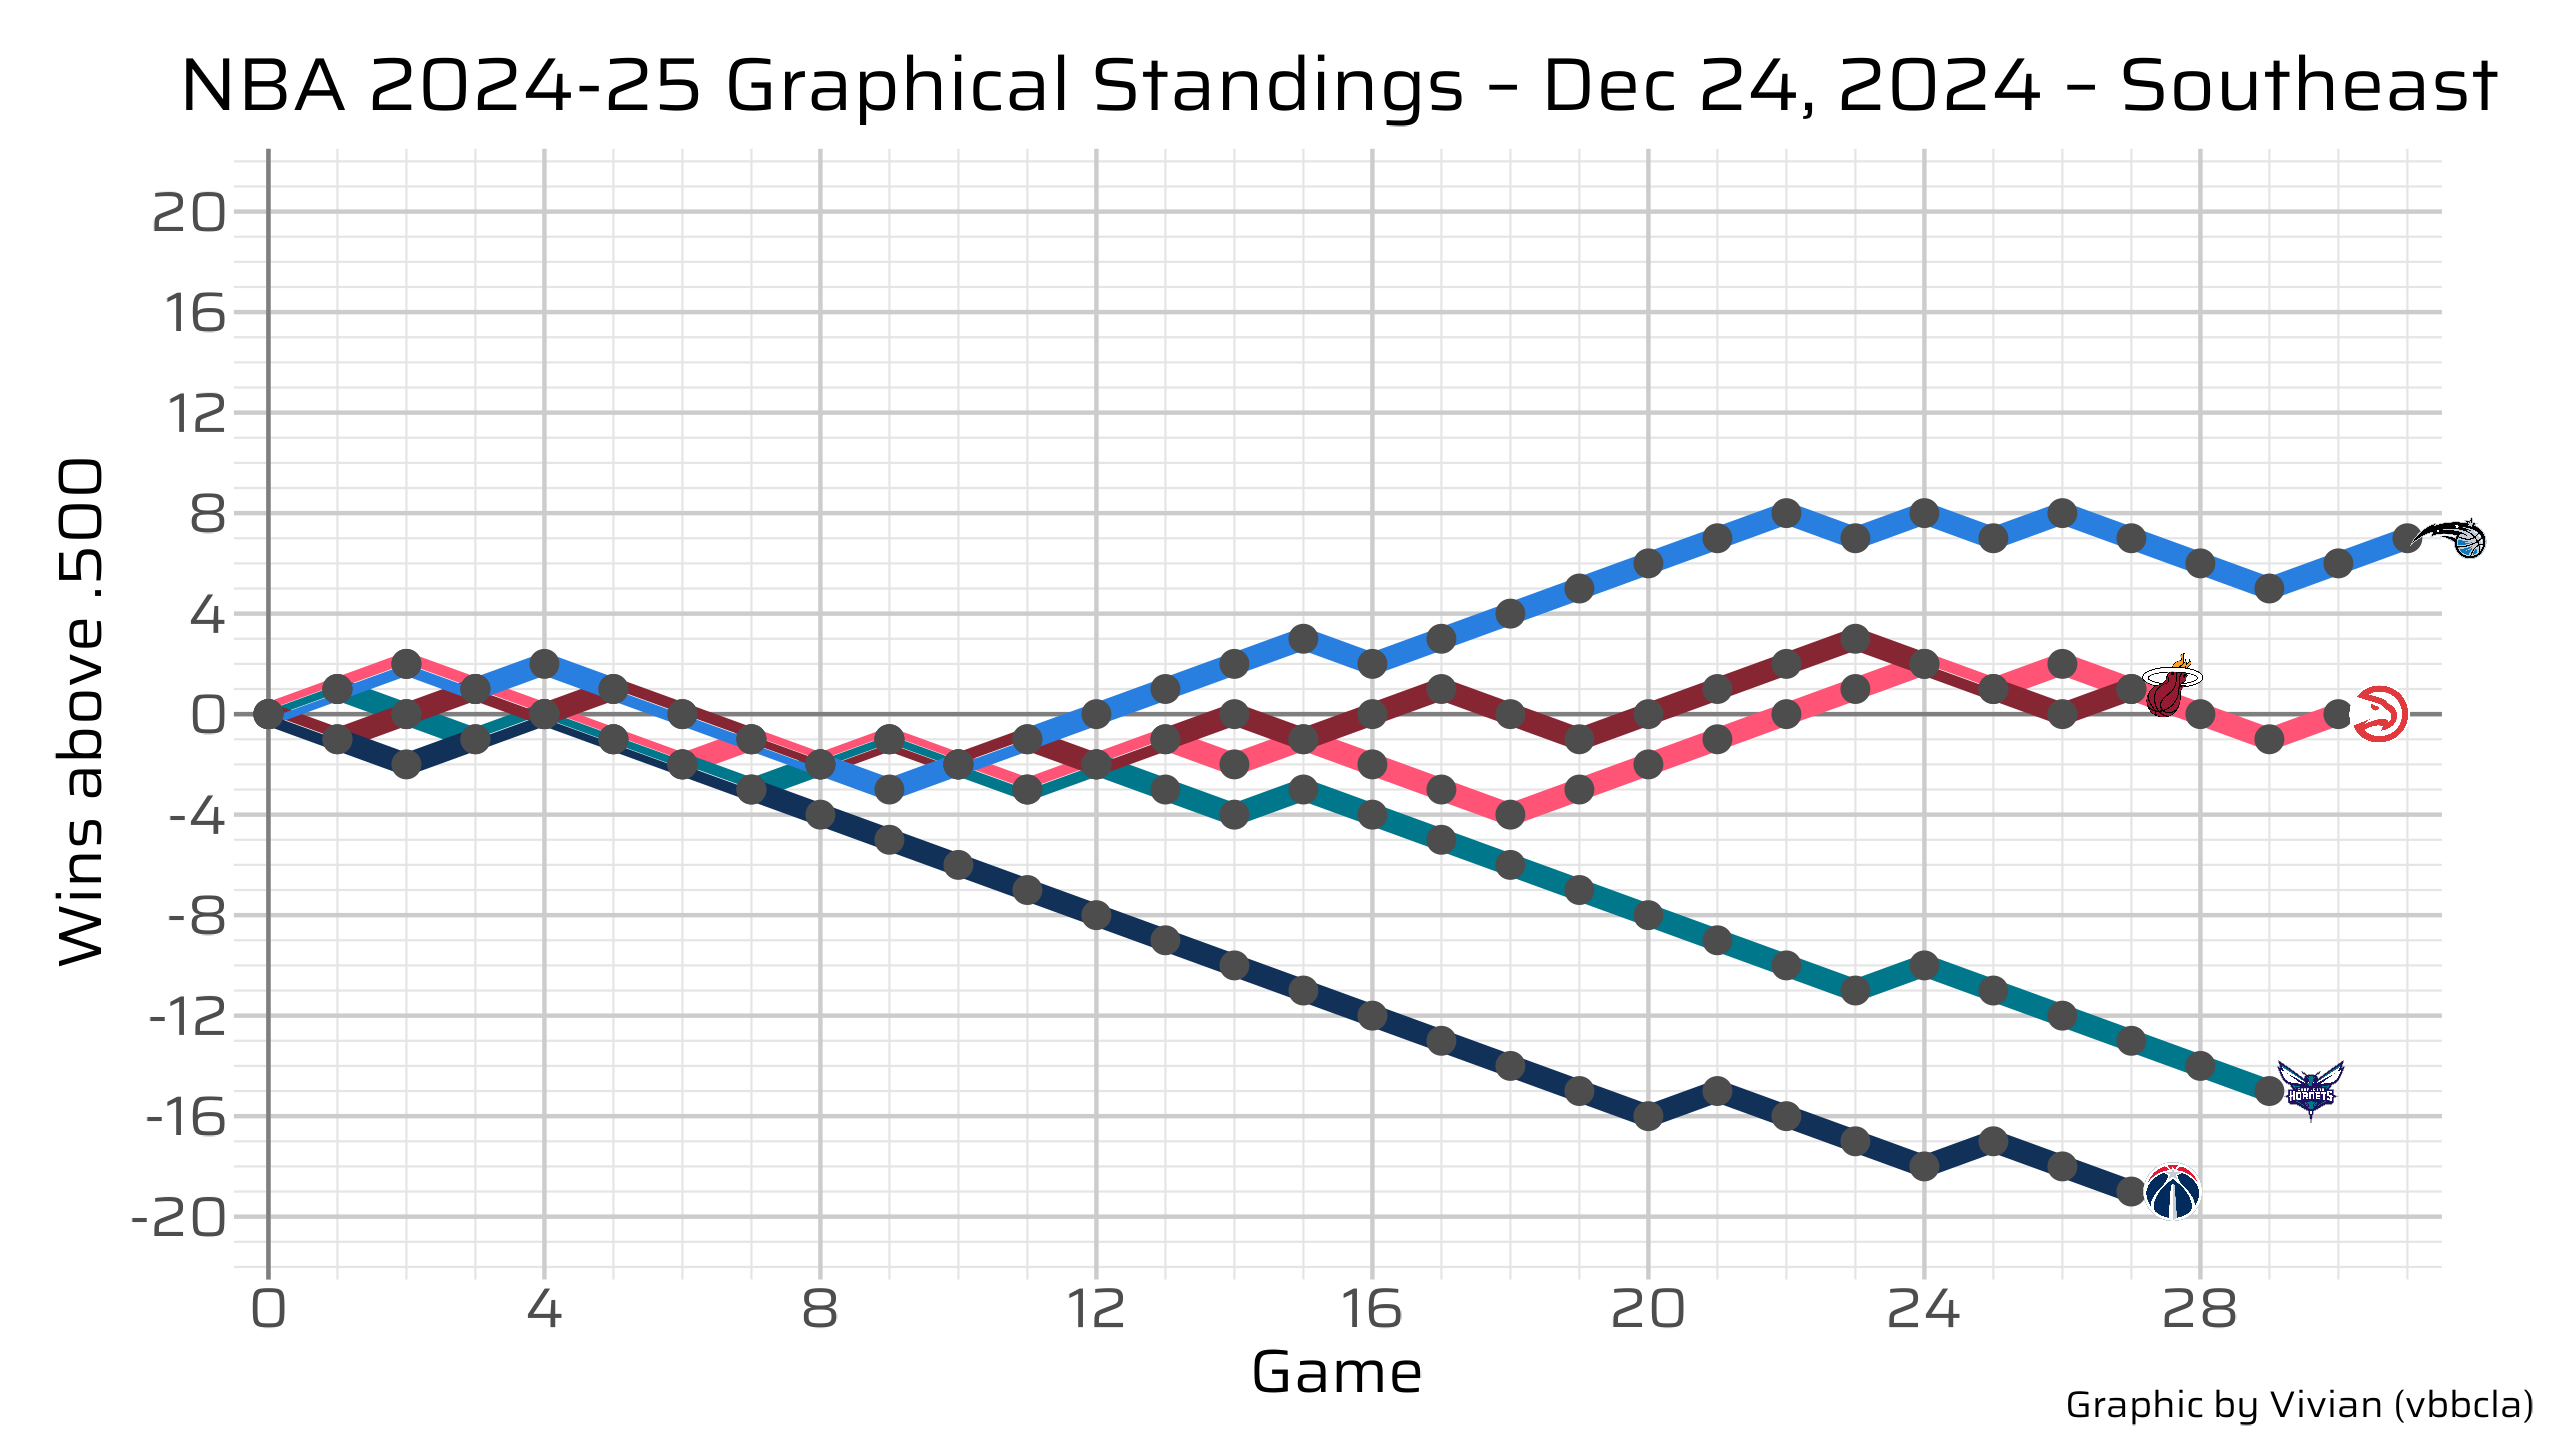 NBA 2024-25 Graphical Standings - Dec 24, 2024 - Southeast
Wins above .500
20
16
12
8
4
0
-4
-8
-12
-16
-20
HORNETS
0 4 8 12 16 20 24 28
Game
Graphic by Vivian (vbbcla)